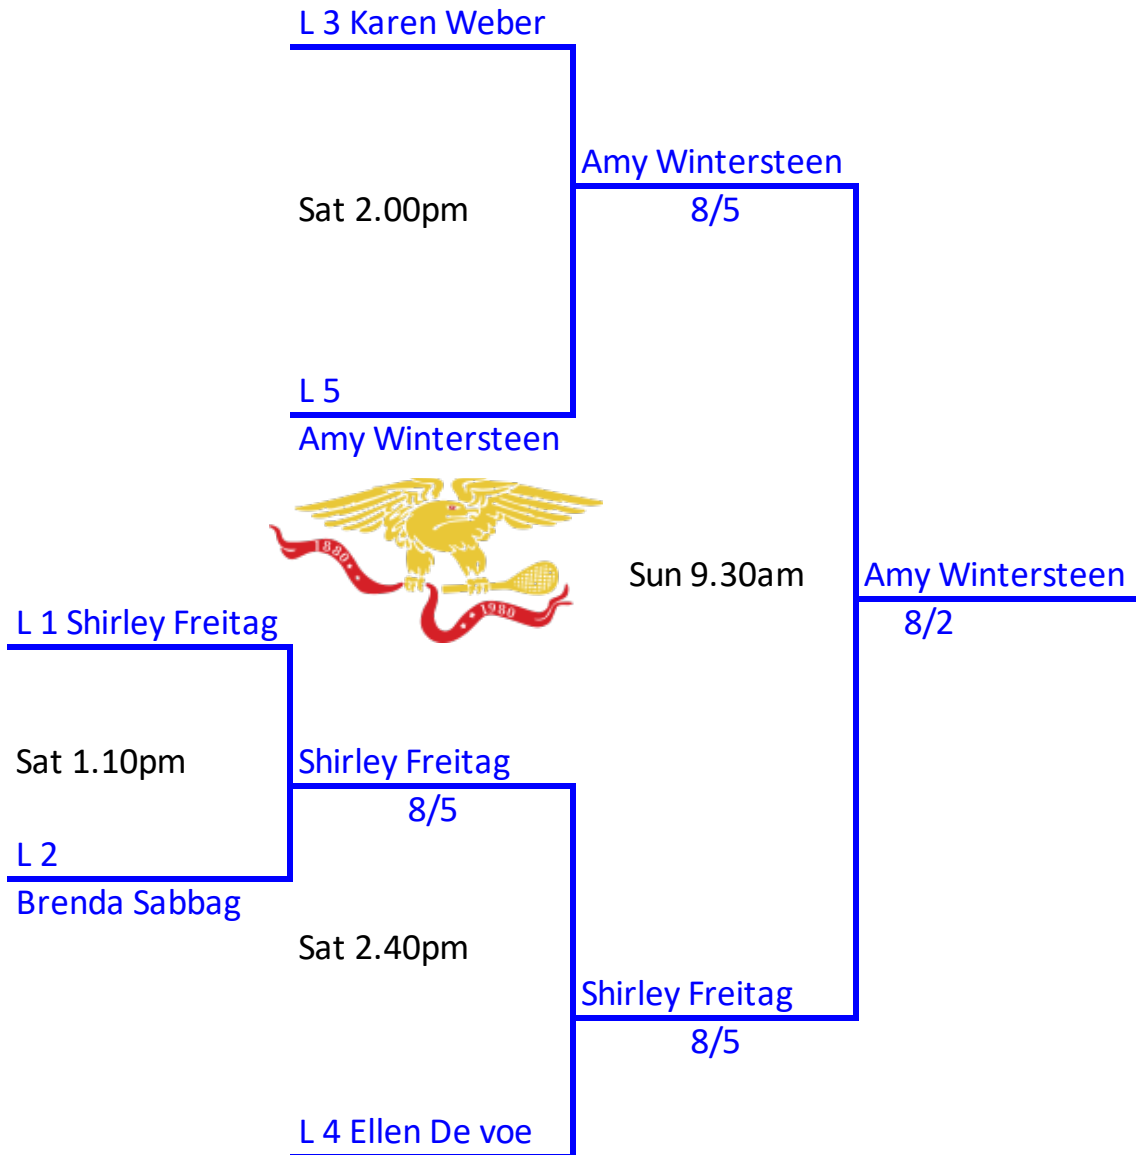 L 3 Karen Weber
Amy Wintersteen
Sat 2.00pm
8/5
L 5
Amy Wintersteen
1880
1980
Sun 9.30am
Amy Wintersteen
8/2
L 1 Shirley Freitag
Sat 1.10pm
Shirley Freitag
8/5
L 2
Brenda Sabbag
Sat 2.40pm
Shirley Freitag
8/5
L 4 Ellen De voe